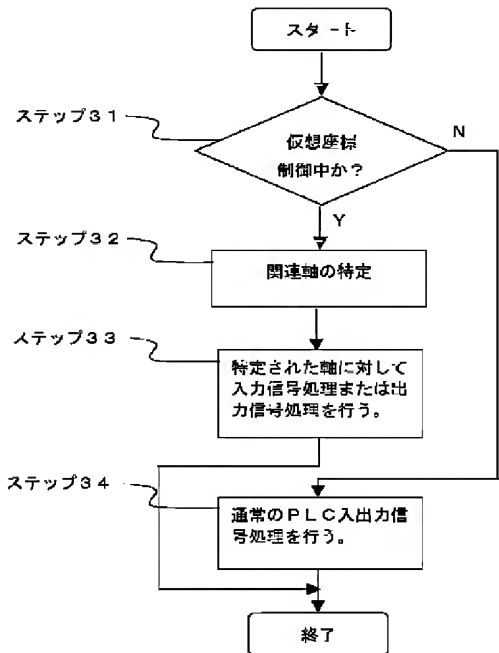 スタート
ステップ31
仮想座標
制御中か?
N
Y
ステップ32
関連軸の特定
ステップ33
特定された軸に対して
入力信号処理または出
力信号処理を行う。
ステップ34
通常のPLC入出力信
号処理を行う。
終了